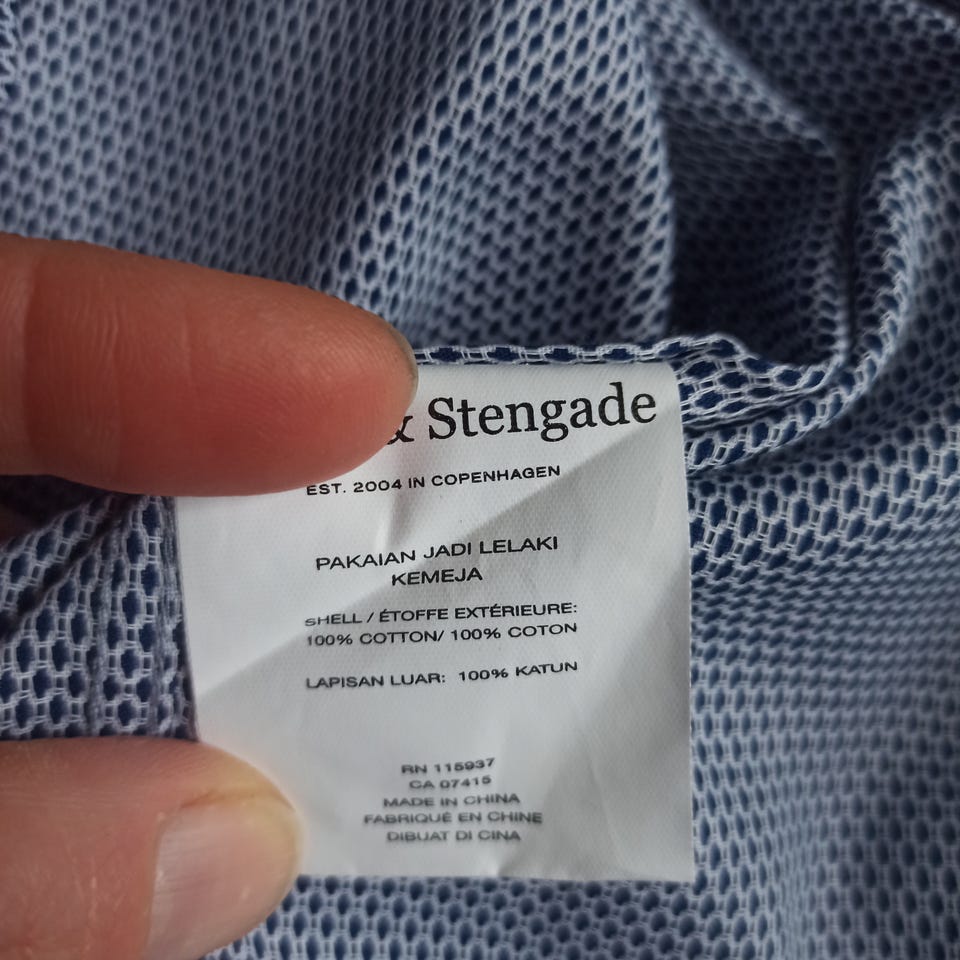 & Stengade
EST. 2004 IN COPENHAGEN
PAKAIAN JADI LELAKI
KEMEJA
SHELL / ÉTOFFE EXTÉRIEURE:
100% COTTON/ 100% COTON
LAPISAN LUAR: 100% KATUN
RN 115937
CA 07415
MADE IN CHINA
FABRIQUÉ EN CHINE
DIBUAT DI CINA